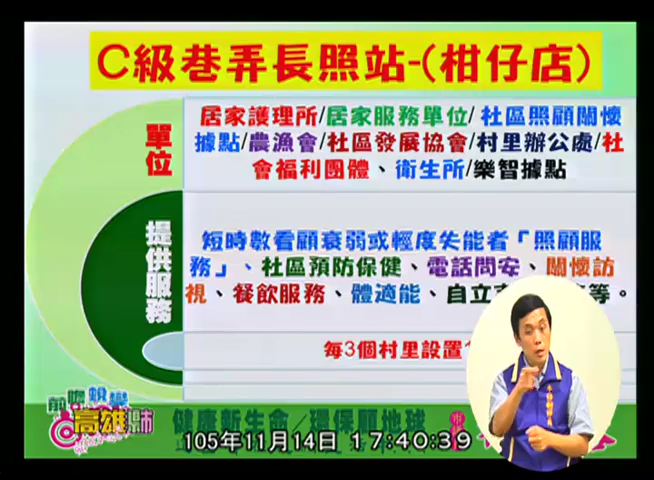 C級巷弄長照站-(柑仔店)
單位
居家護理所/居家服務單位/ 社區照顧關懷
據點/農漁會/社區發展協會/村里辦公處/社
會福利團體、衛生所/樂智據點
提供服務
短時數看顧衰弱或輕度失能者「照顧服
務」、社區預防保健、電話問安、關懷訪
視、餐飲服務、體適能、自立
等。
每3個村里設置
高雄
健康新生命/環保顧地球
105年11月14日 17:40:39